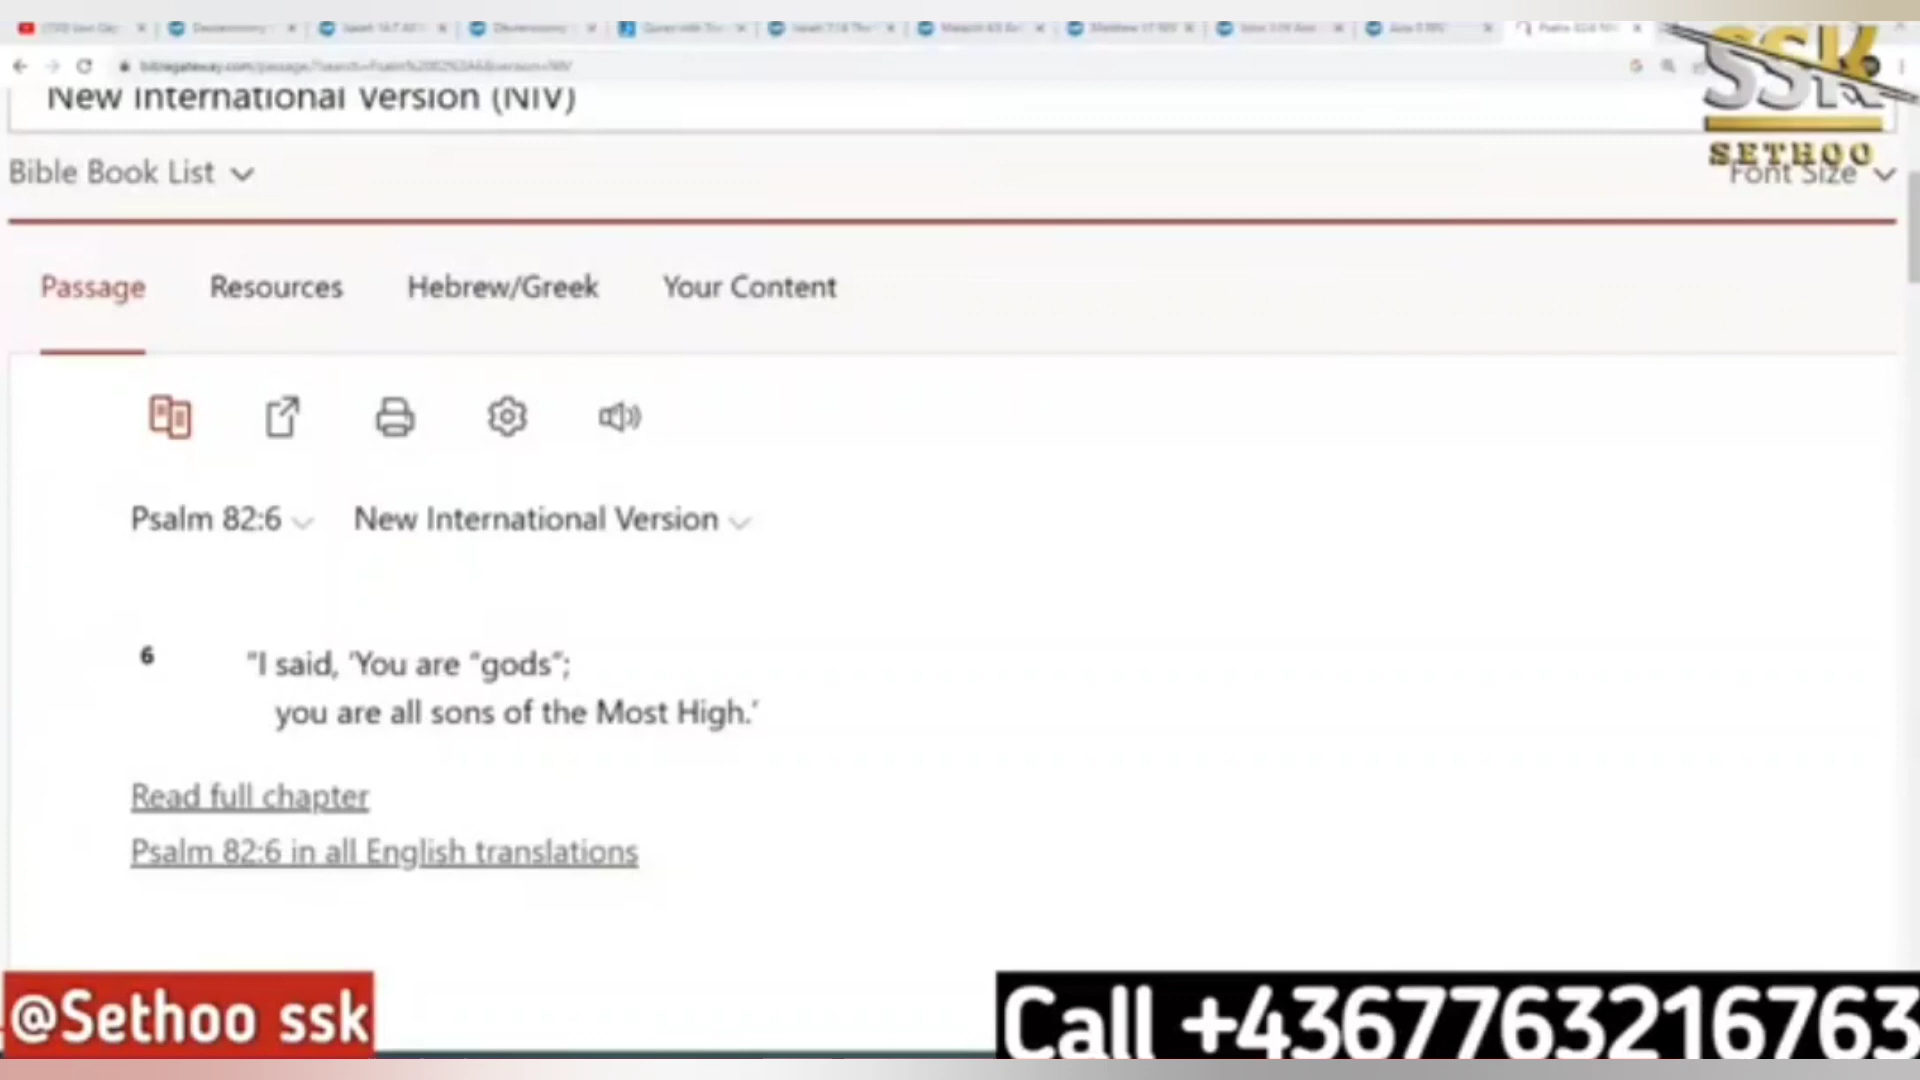 New International Version (NIV)
Bible Book List
SSK
SETHOO
Font Size
Passage
Resources
Hebrew/Greek
Your Content
Psalm 82:6
New International Version
6 "I said, 'You are "gods";
you are all sons of the Most High.'
Read full chapter
Psalm 82:6 in all English translations
@Sethoo ssk
Call +4367763216763